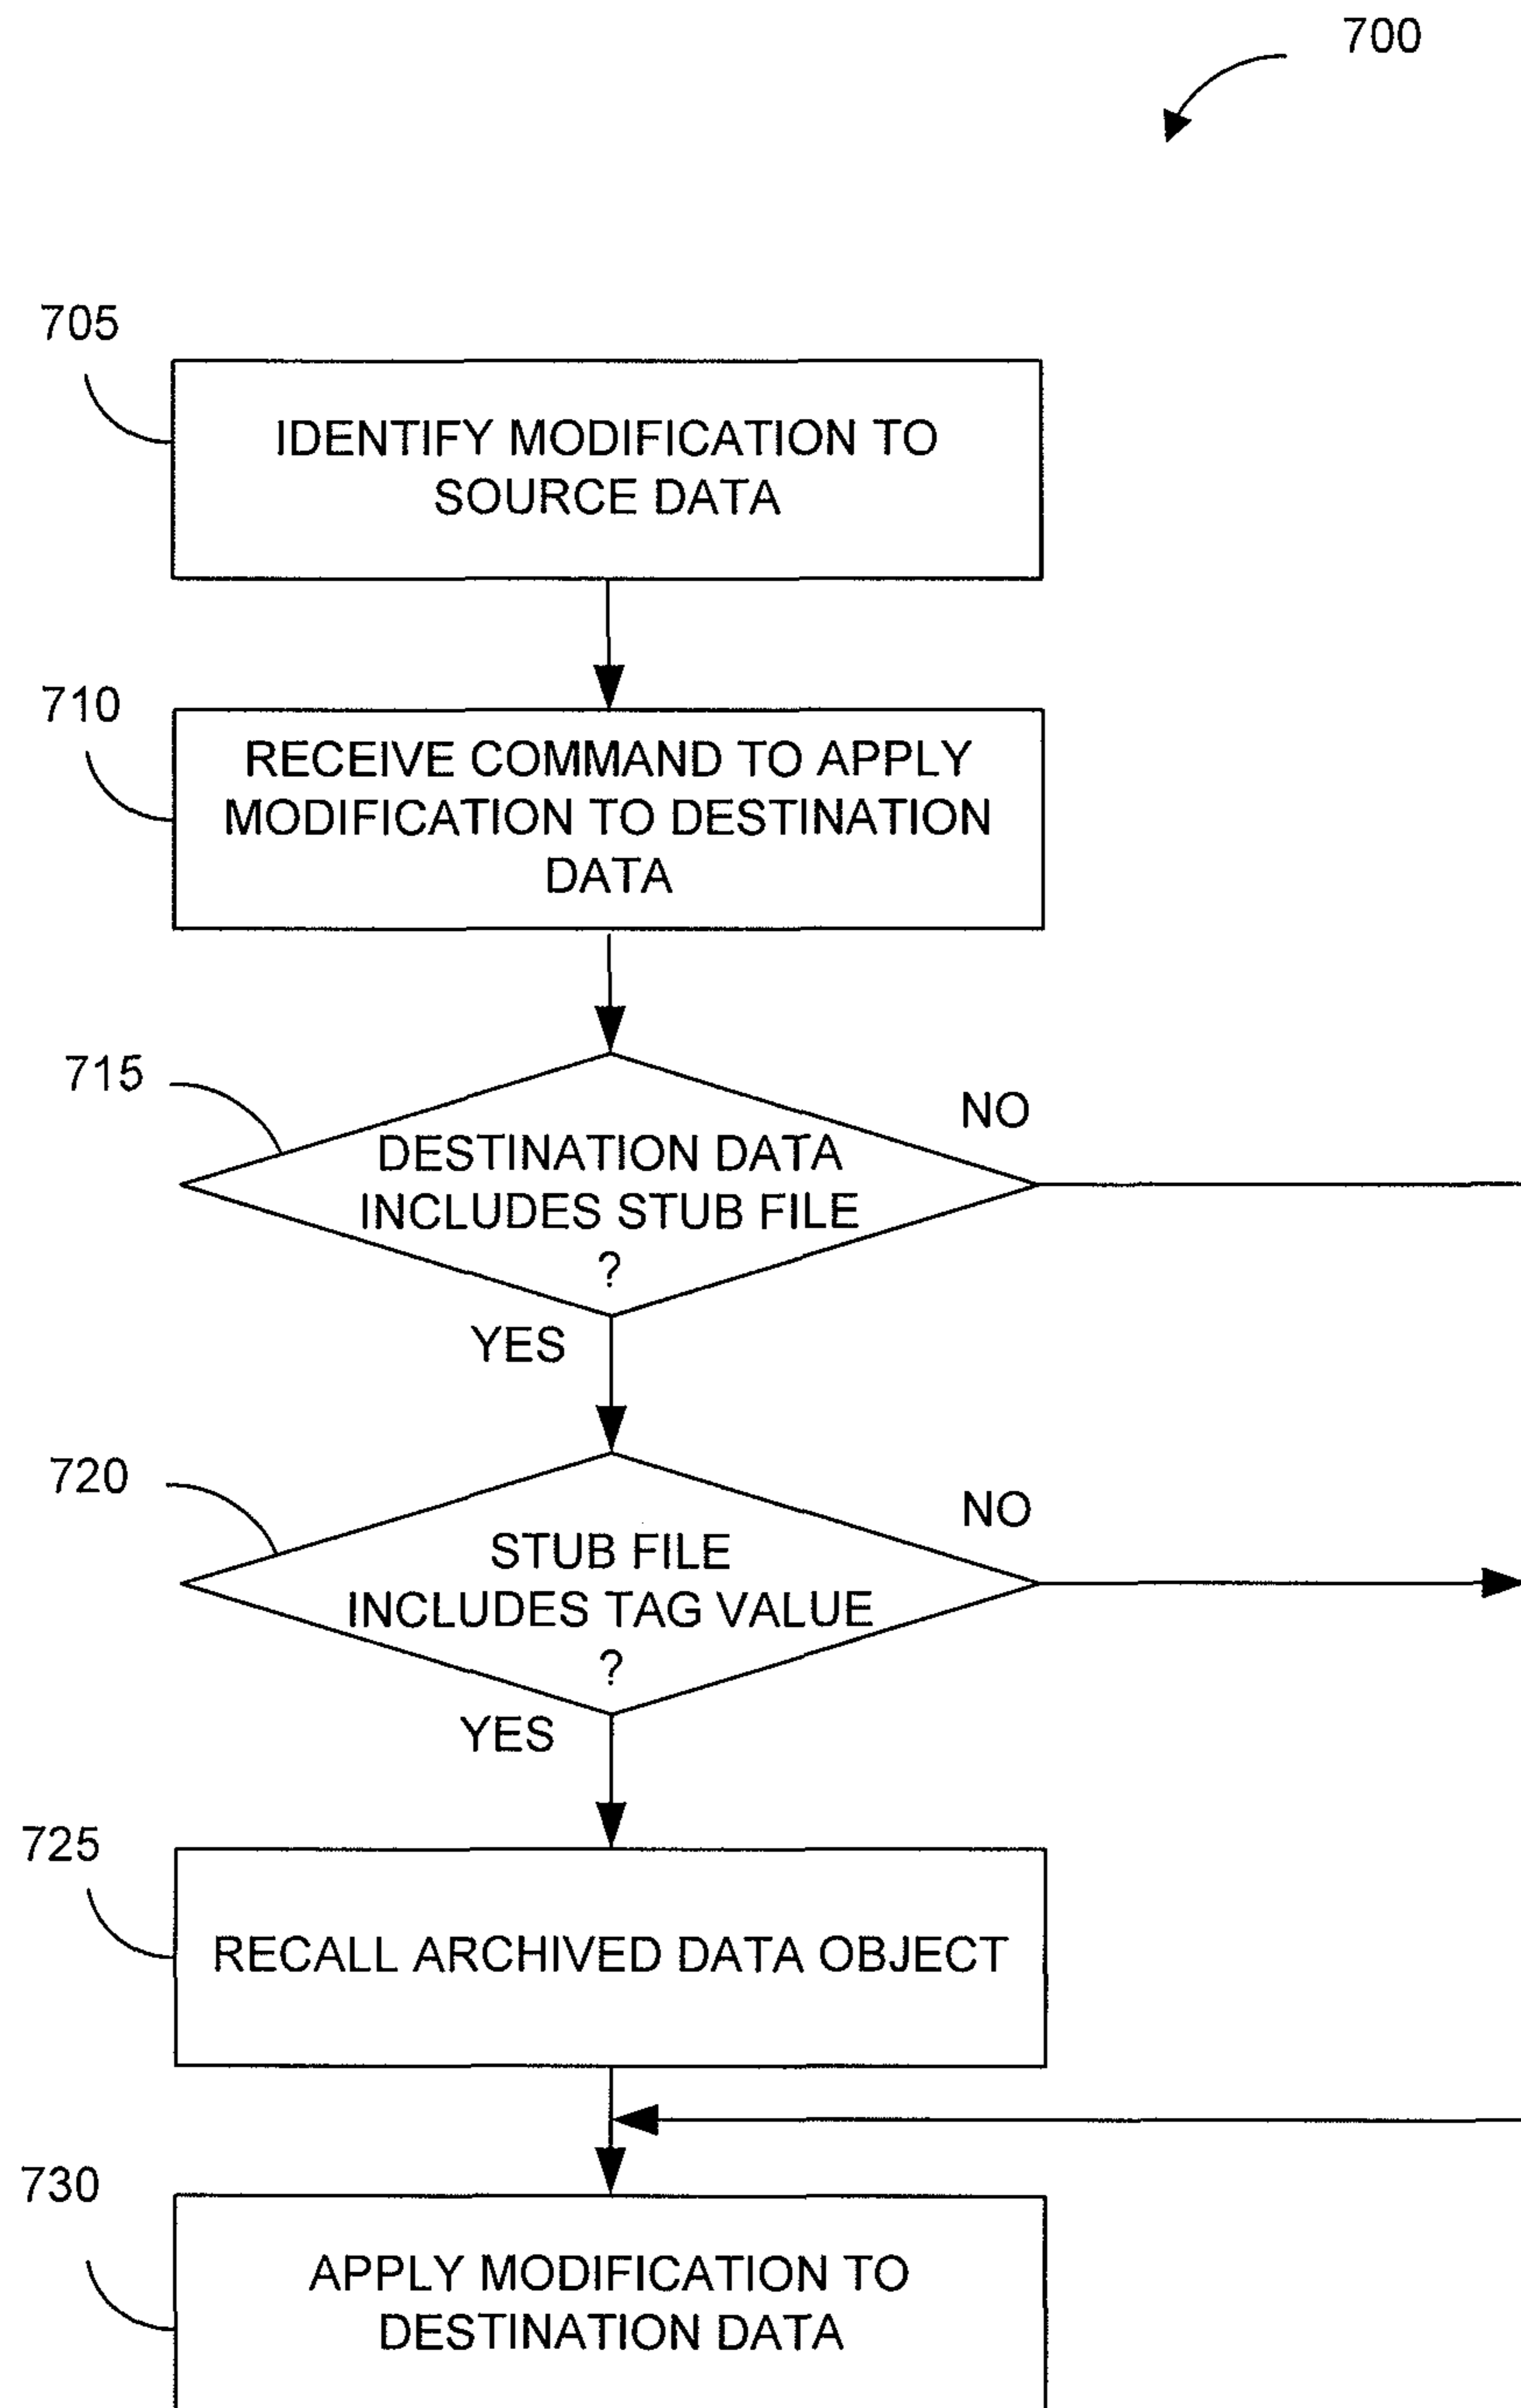 700
705
IDENTIFY MODIFICATION TO
SOURCE DATA
710
RECEIVE COMMAND TO APPLY
MODIFICATION TO DESTINATION
DATA
715
NO
DESTINATION DATA
INCLUDES STUB FILE
?
YES
720
NO
STUB FILE
INCLUDES TAG VALUE
?
YES
725
RECALL ARCHIVED DATA OBJECT
730
APPLY MODIFICATION TO
DESTINATION DATA